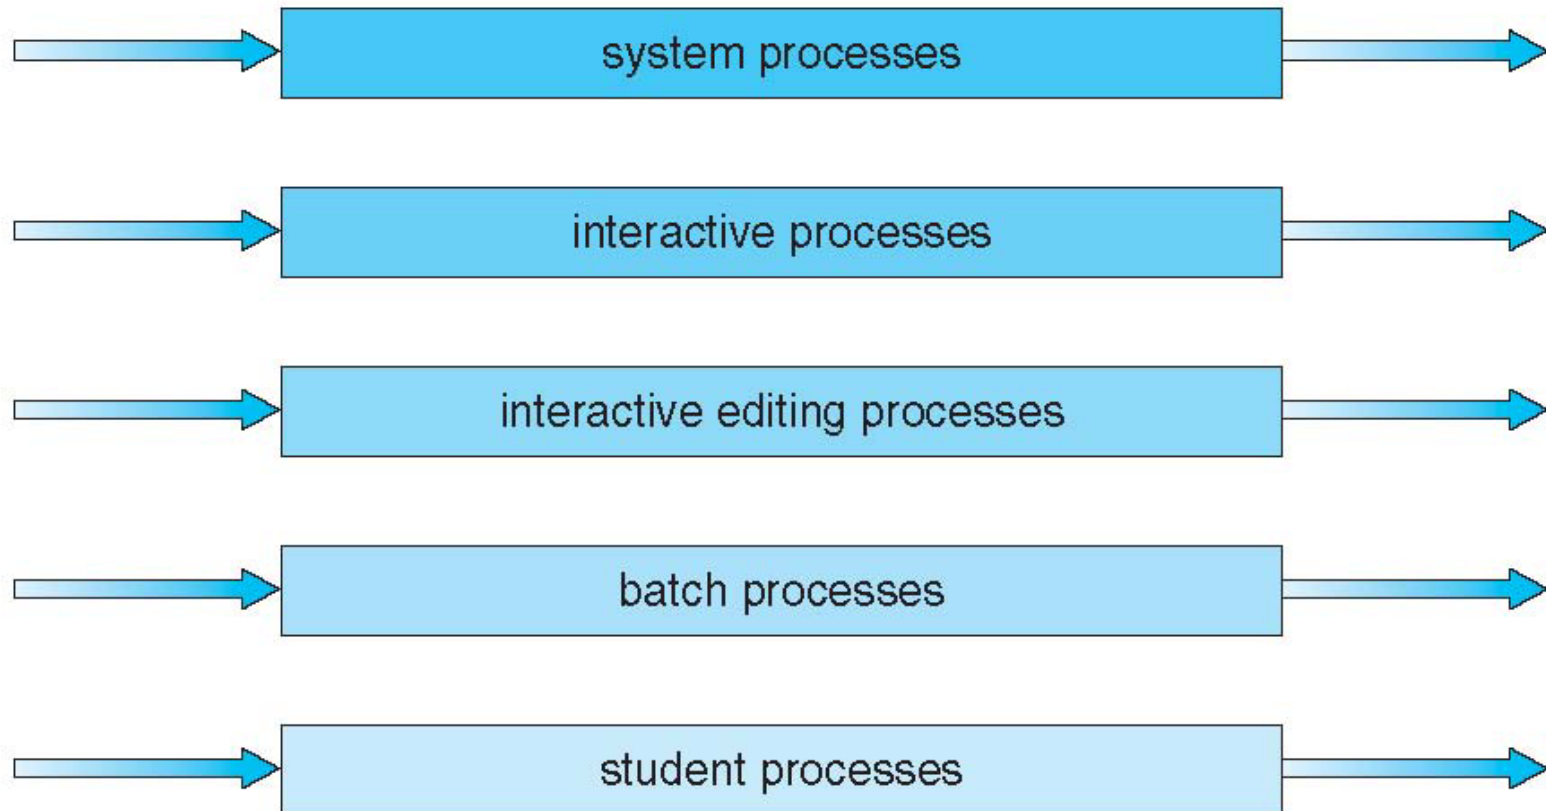 system processes
interactive processes
interactive editing processes
batch processes
student processes